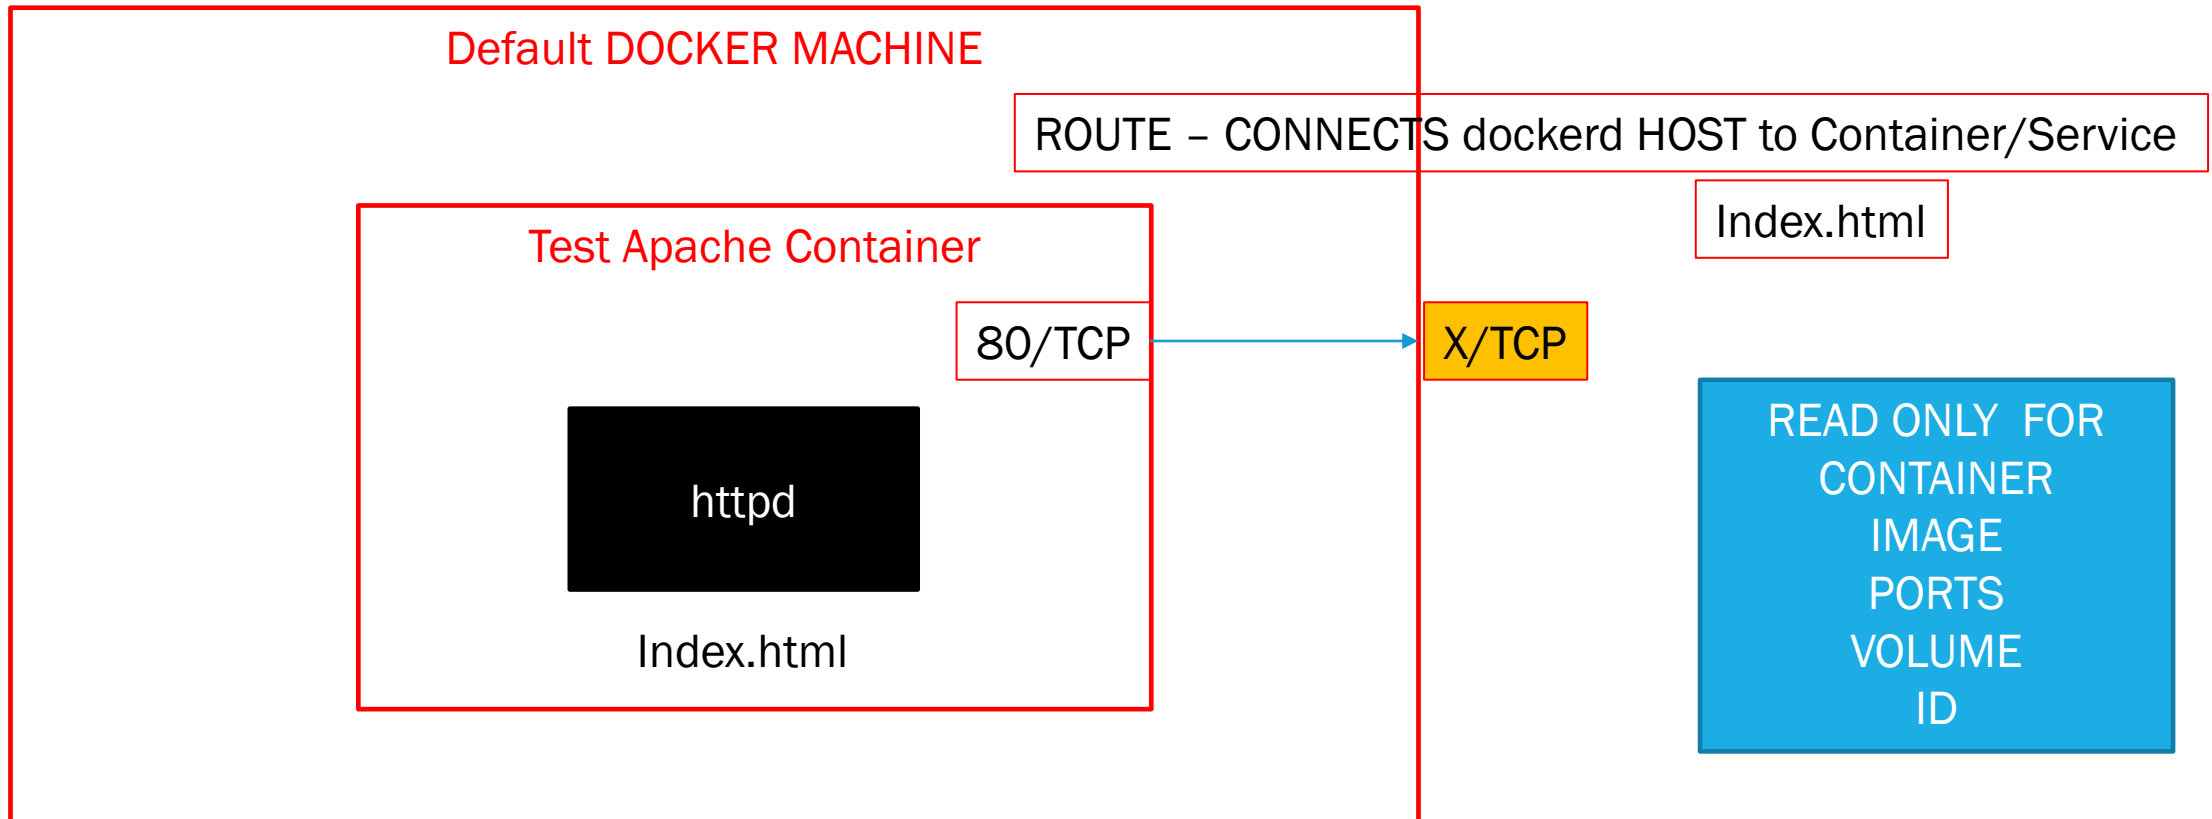 Default DOCKER MACHINE
ROUTE – CONNECTS dockerd HOST to Container/Service
Index.html
Test Apache Container
80/TCP
X/TCP
httpd
Index.html
READ ONLY FOR
CONTAINER
IMAGE
PORTS
VOLUME
ID